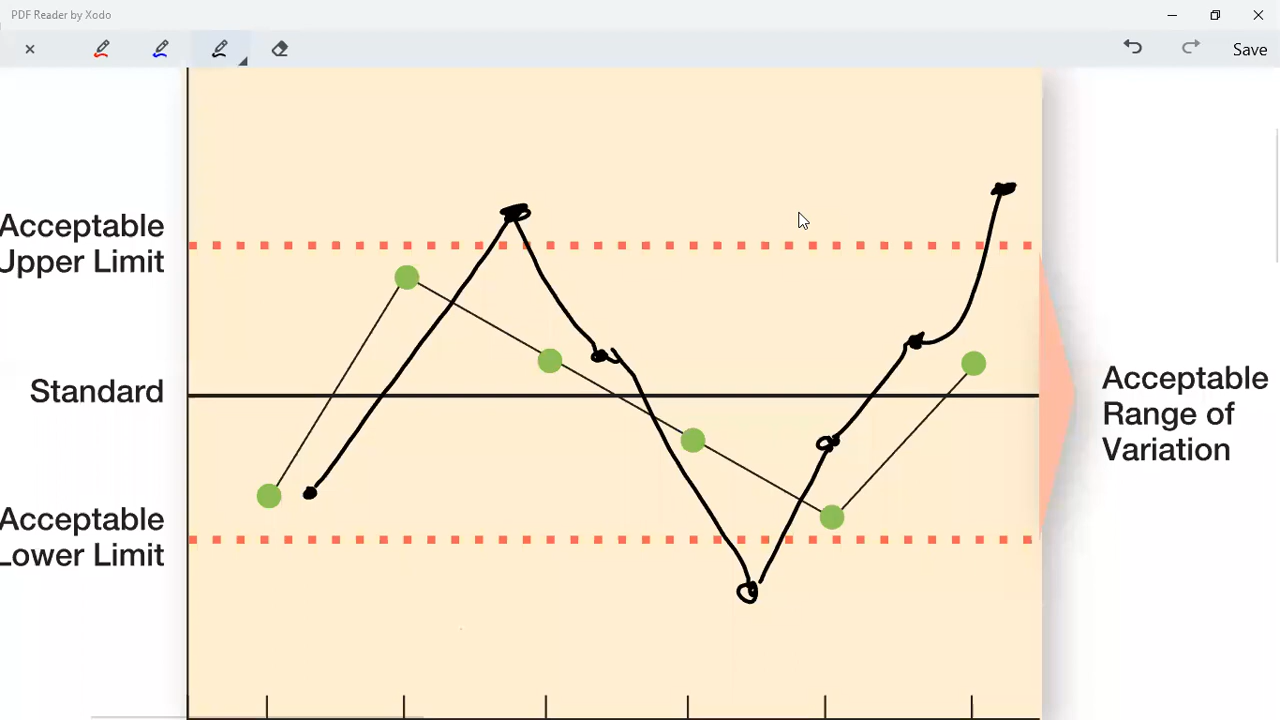 PDF Reader by Xodo
Save
Acceptable
Upper Limit
Standard
Acceptable
Lower Limit
Acceptable
Range of
Variation